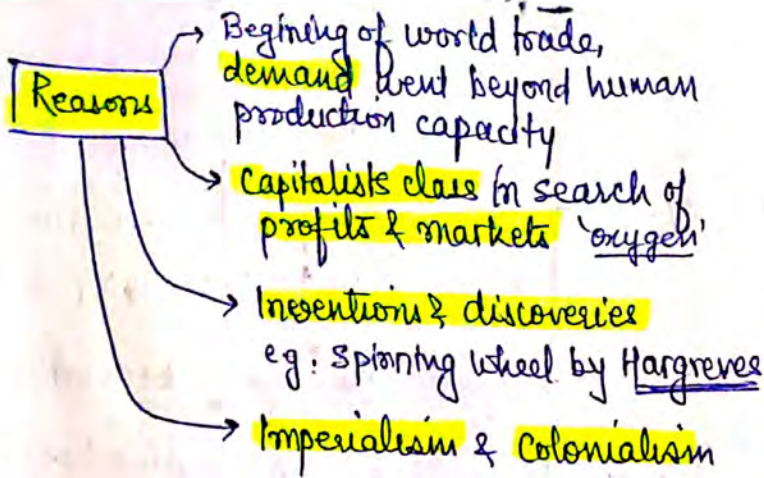 Begining of world trade,
demand went beyond human
Reasons
production capacity
Capitalists class in search of
profits & markets 'oxygen'
Inventions & discoveries
eg: Spinning wheel by Hargreves
Imperialism & Colonialism